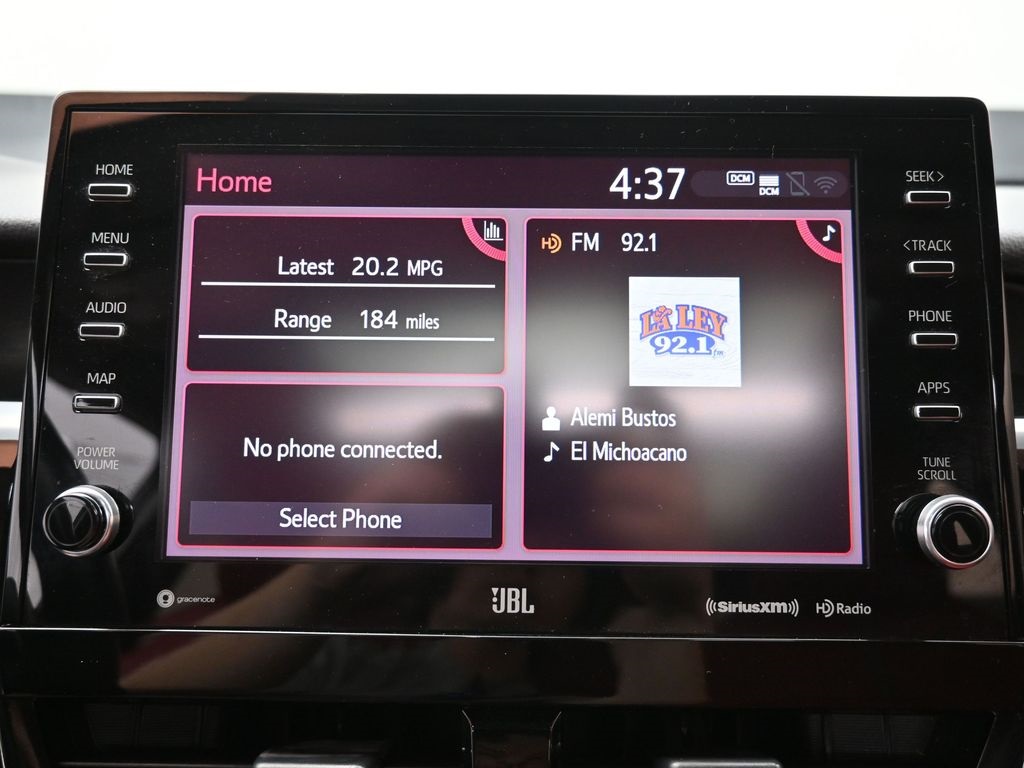 HOME
MENU
AUDIO
MAP
POWER
VOLUME
Home
4:37
DCM
DCM
Latest 20.2 MPG
Range 184 miles
No phone connected.
Select Phone
HD FM 92.1
LA LEY
92.1 fm
Alemi Bustos
El Michoacano
SEEK >
< TRACK
PHONE
APPS
TUNE
SCROLL
gracenote
JBL
((SiriusXM))
HD Radio